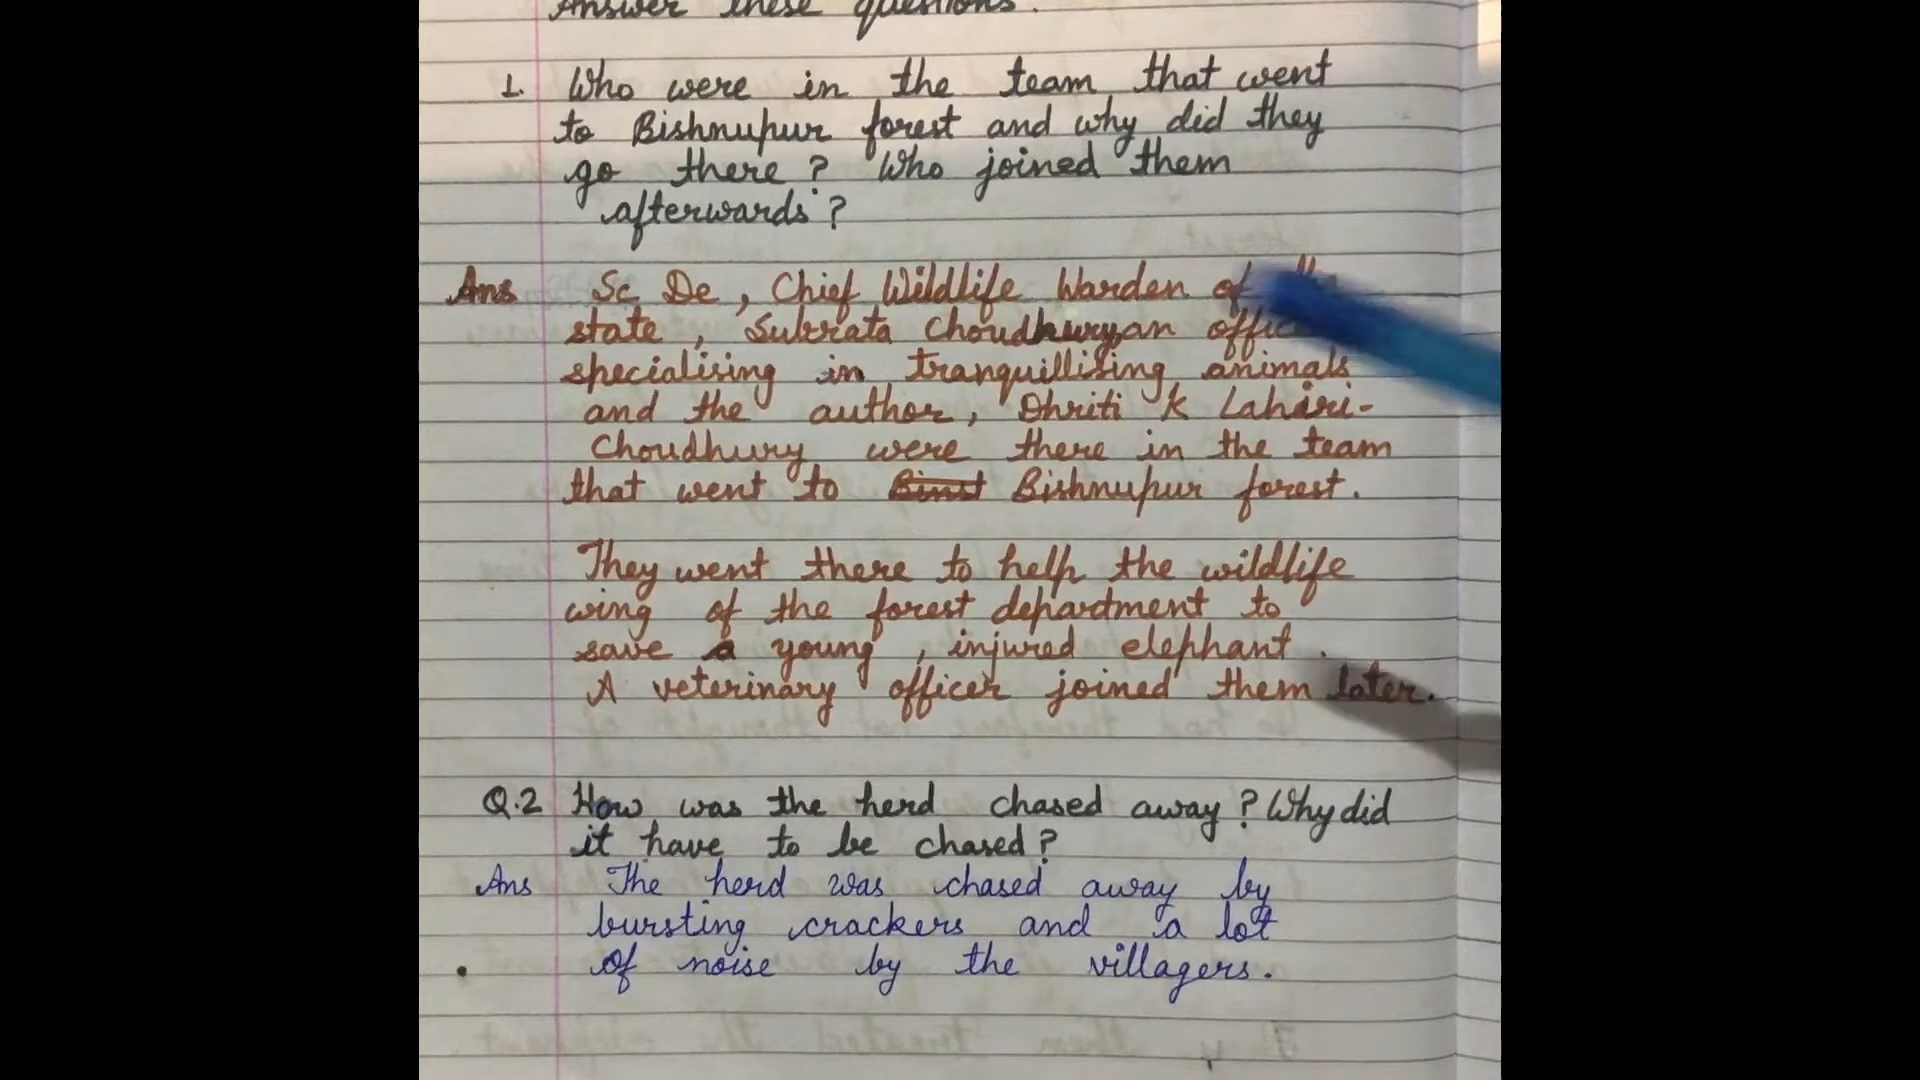 Answer these questions.
1. Who were in the team that went
to Bishnupur forest and why did they
go there? Who joined them
afterwards?
Ans Sc De, Chief Wildlife Warden of
state, Subrata Choudhury, an
specialising in tranquillising animals
and the author, Dhriti K Lahiri-
Choudhury were there in the team
that went to Bishnupur forest.
They went there to help the wildlife
wing of the forest department to
save a young, injured elephant.
A veterinary officer joined them later.
Q.2 How was the herd chased away? Why did
it have to be chased?
Ans The herd was chased away by
bursting crackers and a lot
of noise by the villagers.